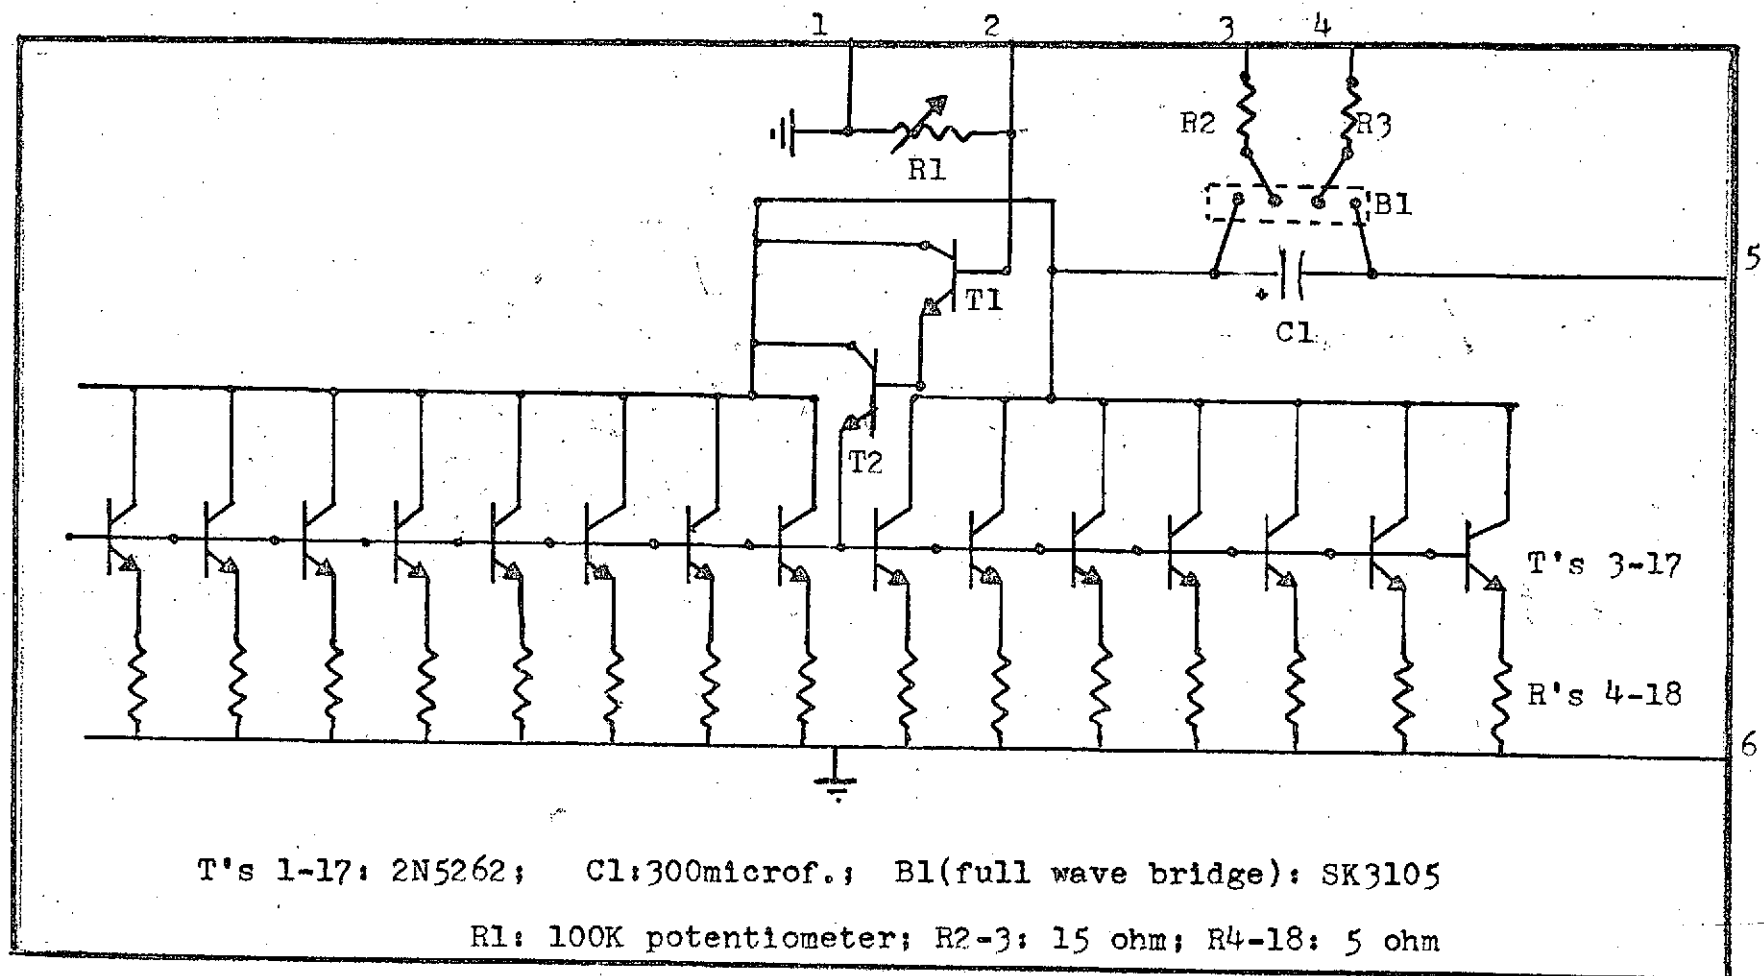 1 2 3 4
R2 R3
R1
B1
5
T1
C1
T2
T's 3-17
R's 4-18
6
T's 1-17: 2N5262; C1:300microf.; B1(full wave bridge): SK3105
R1: 100K potentiometer; R2-3: 15 ohm; R4-18: 5 ohm